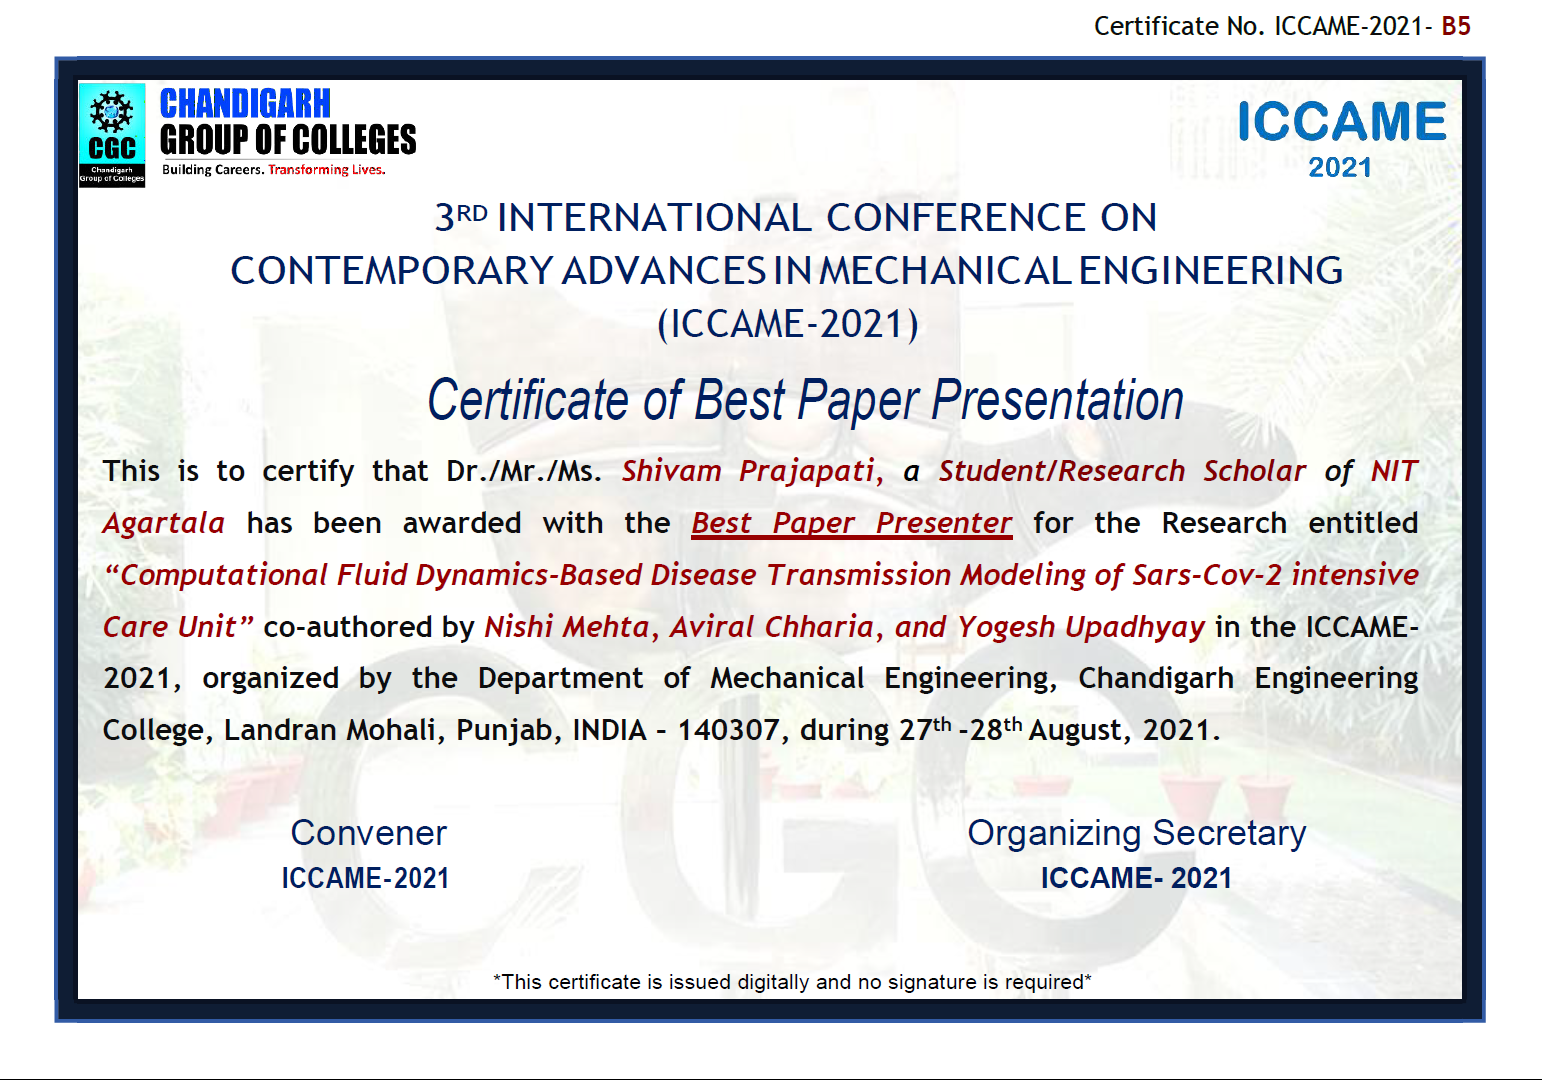 Certificate No. ICCAME-2021- B5
CGC
Chandigarh
Group of Colleges
CHANDIGARH
GROUP OF COLLEGES
Building Careers. Transforming Lives.
ICCAME
2021
3RD INTERNATIONAL CONFERENCE ON
CONTEMPORARY ADVANCES IN MECHANICAL ENGINEERING
(ICCAME-2021)
Certificate of Best Paper Presentation
This is to certify that Dr./Mr./Ms. Shivam Prajapati, a Student/Research Scholar of NIT
Agartala has been awarded with the Best Paper Presenter for the Research entitled
“Computational Fluid Dynamics-Based Disease Transmission Modeling of Sars-Cov-2 intensive
Care Unit” co-authored by Nishi Mehta, Aviral Chharia, and Yogesh Upadhyay in the ICCAME-
2021, organized by the Department of Mechanical Engineering, Chandigarh Engineering
College, Landran Mohali, Punjab, INDIA – 140307, during 27th -28th August, 2021.
Convener
ICCAME-2021
Organizing Secretary
ICCAME- 2021
CGC
*This certificate is issued digitally and no signature is required*